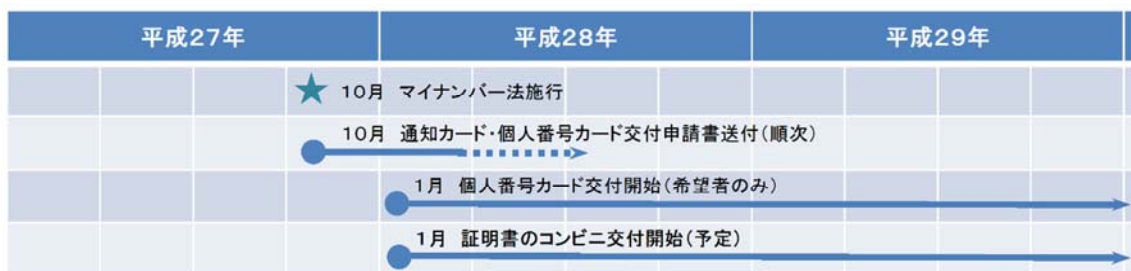 平成27年 平成28年 平成29年
★ 10月 マイナンバー法施行
10月 通知カード・個人番号カード交付申請書送付(順次)
1月 個人番号カード交付開始(希望者のみ)
1月 証明書のコンビニ交付開始(予定)